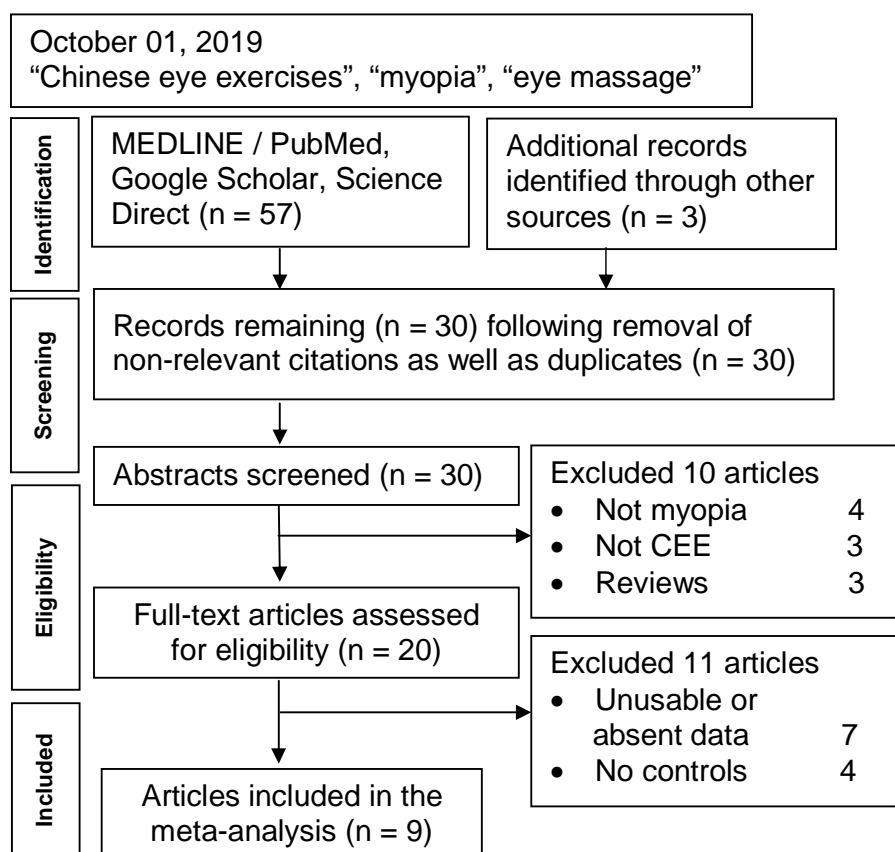 October 01, 2019
“Chinese eye exercises”, “myopia”, “eye massage”
Identification
MEDLINE / PubMed,
Google Scholar, Science
Direct (n = 57)
Additional records
identified through other
sources (n = 3)
Screening
Records remaining (n = 30) following removal of
non-relevant citations as well as duplicates (n = 30)
Abstracts screened (n = 30)
Excluded 10 articles
• Not myopia 4
• Not CEE 3
• Reviews 3
Eligibility
Full-text articles assessed
for eligibility (n = 20)
Excluded 11 articles
• Unusable or
absent data 7
• No controls 4
Included
Articles included in the
meta-analysis (n = 9)